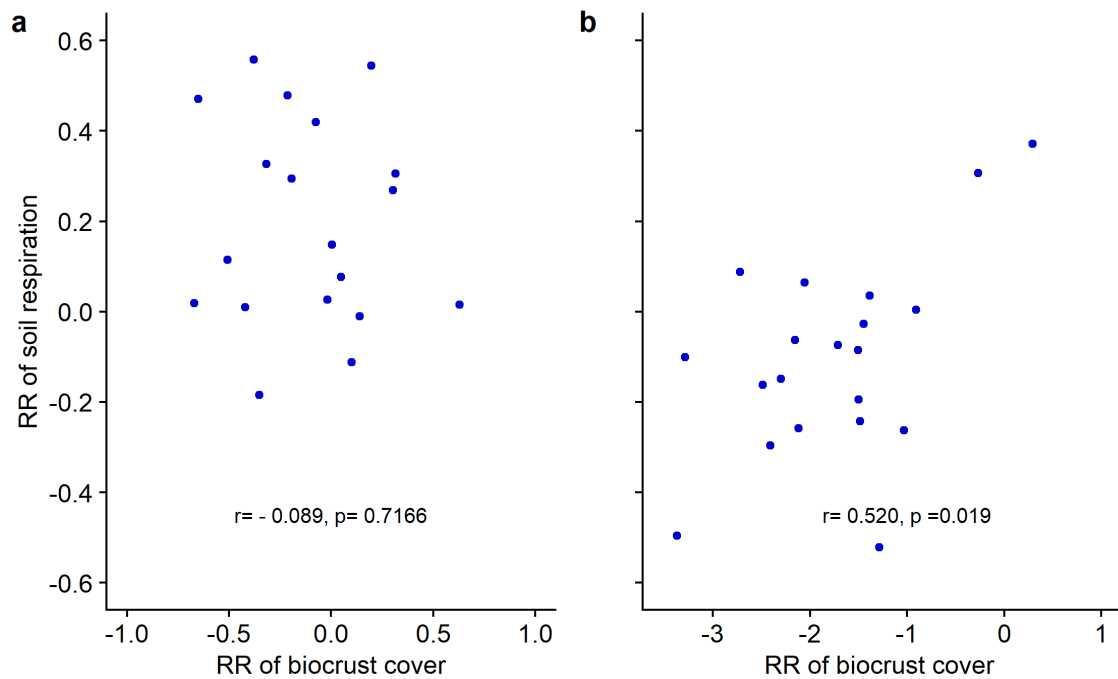 a
b
RR of soil respiration
0.6
0.4
0.2
0.0
-0.2
-0.4
-0.6
r= - 0.089, p= 0.7166
r= 0.520, p =0.019
-1.0 -0.5 0.0 0.5 1.0
-3 -2 -1 0 1
RR of biocrust cover
RR of biocrust cover